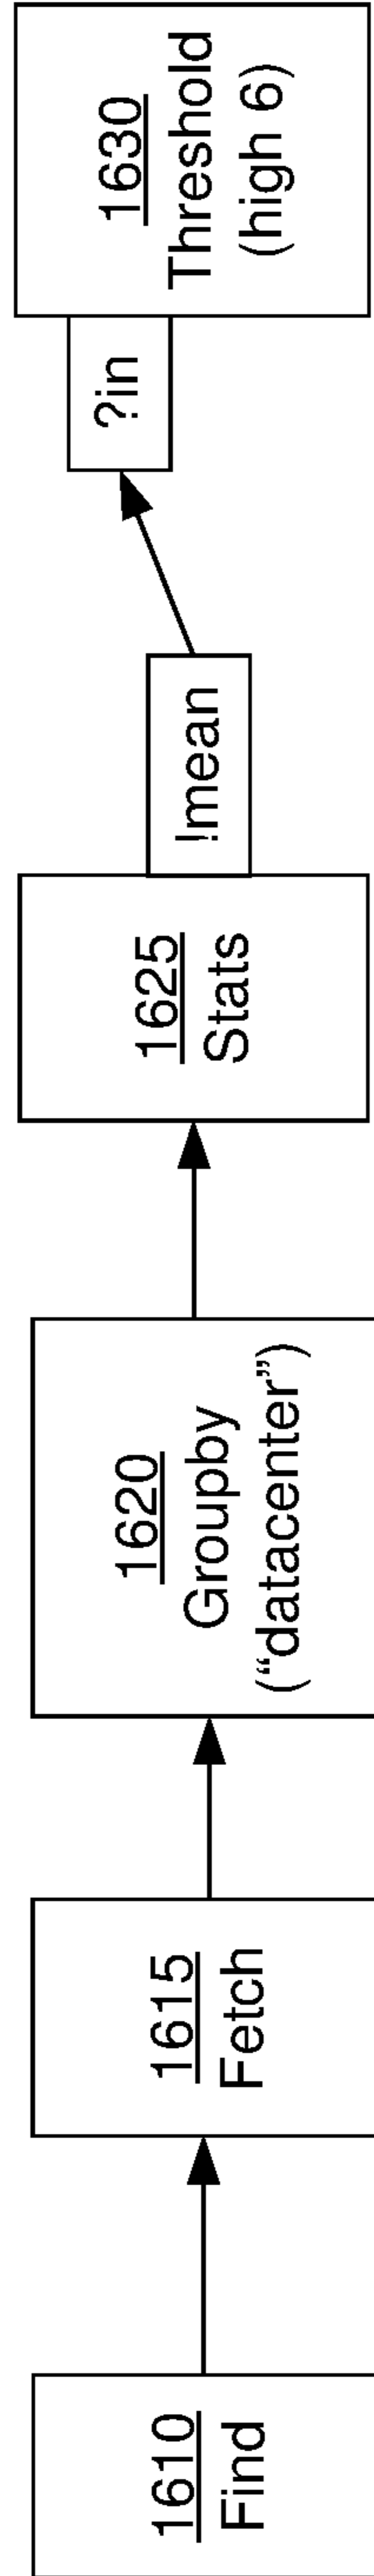 1610
Find
1615
Fetch
1620
Groupby
(“datacenter”)
1625
Stats
!mean
?in
1630
Threshold
(high 6)